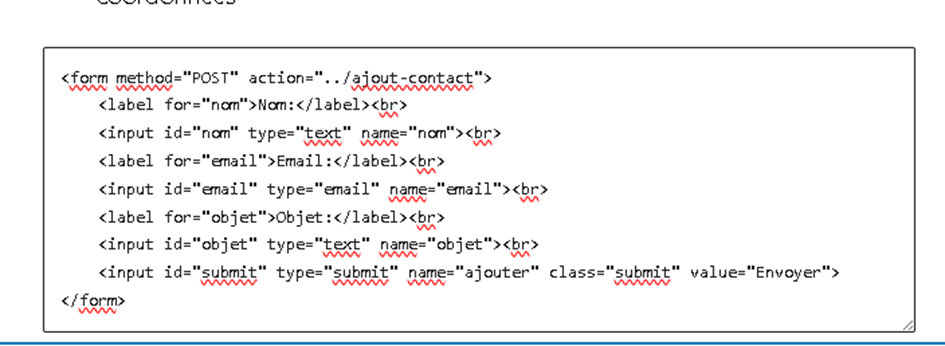 coordonnées
<form method="POST" action="../ajout-contact">
<label for="nom">Nom:</label><br>
<input id="nom" type="text" name="nom"><br>
<label for="email">Email:</label><br>
<input id="email" type="email" name="email"><br>
<label for="objet">Objet:</label><br>
<input id="objet" type="text" name="objet"><br>
<input id="submit" type="submit" name="ajouter" class="submit" value="Envoyer">
</form>